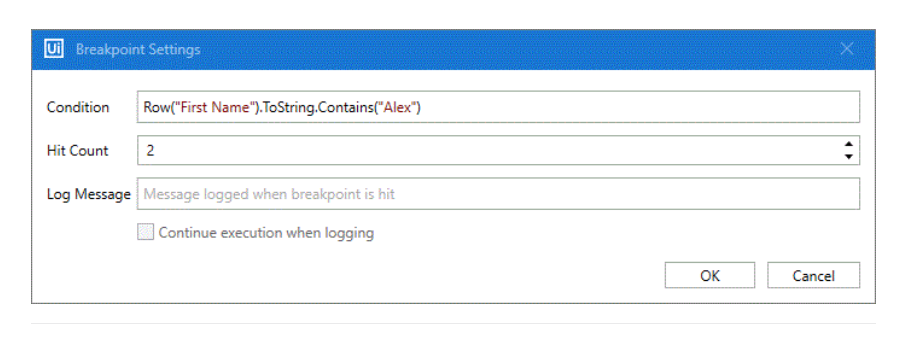 Ui Breakpoint Settings
Condition Row("First Name").ToString.Contains("Alex")
Hit Count 2
Log Message Message logged when breakpoint is hit
Continue execution when logging
OK Cancel